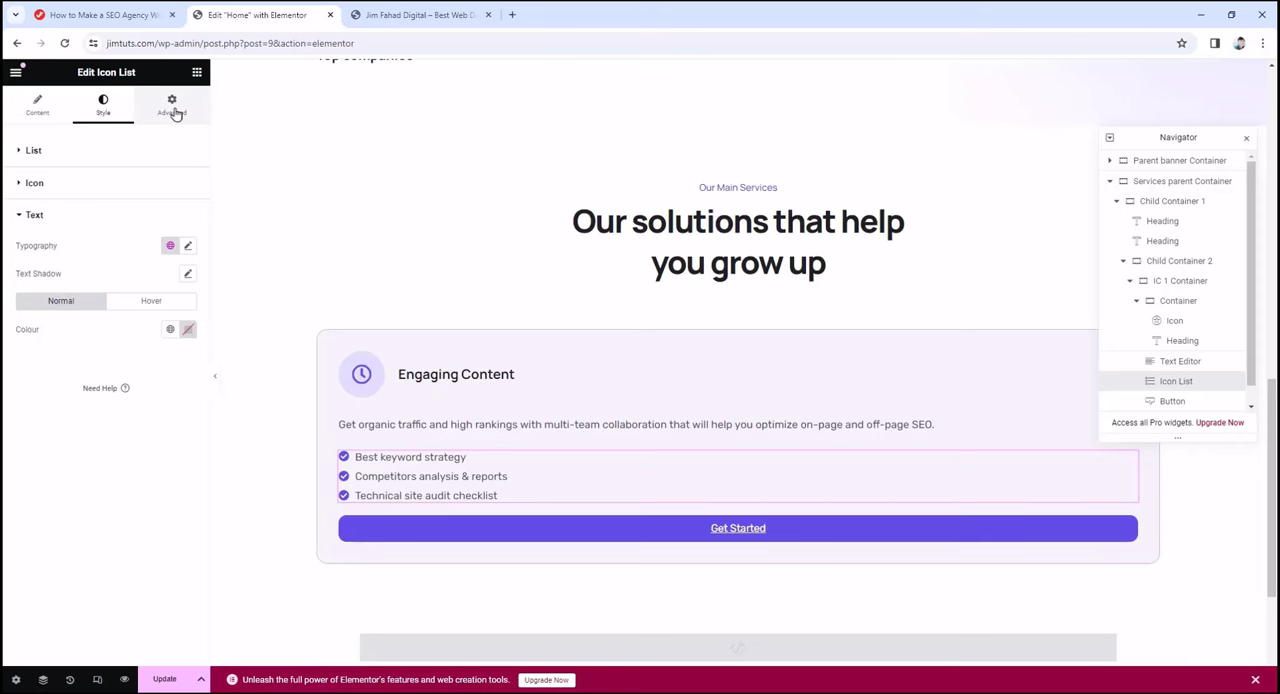 How to Make a SEO Agency W
Edit "Home" with Elementor
Jim Fahad Digital – Best Web D
jimtuts.com/wp-admin/post.php?post=9&action=elementor
Edit Icon List
Content
Style
Advanced
List
Icon
Text
Typography
Text Shadow
Normal
Hover
Colour
Need Help
Top companies
Our Main Services
Our solutions that help
you grow up
Engaging Content
Get organic traffic and high rankings with multi-team collaboration that will help you optimize on-page and off-page SEO.
Best keyword strategy
Competitors analysis & reports
Technical site audit checklist
Get Started
Navigator
Parent banner Container
Services parent Container
Child Container 1
Heading
Heading
Child Container 2
IC 1 Container
Container
Icon
Heading
Text Editor
Icon List
Button
Access all Pro widgets. Upgrade Now
Update
Unleash the full power of Elementor's features and web creation tools.
Upgrade Now